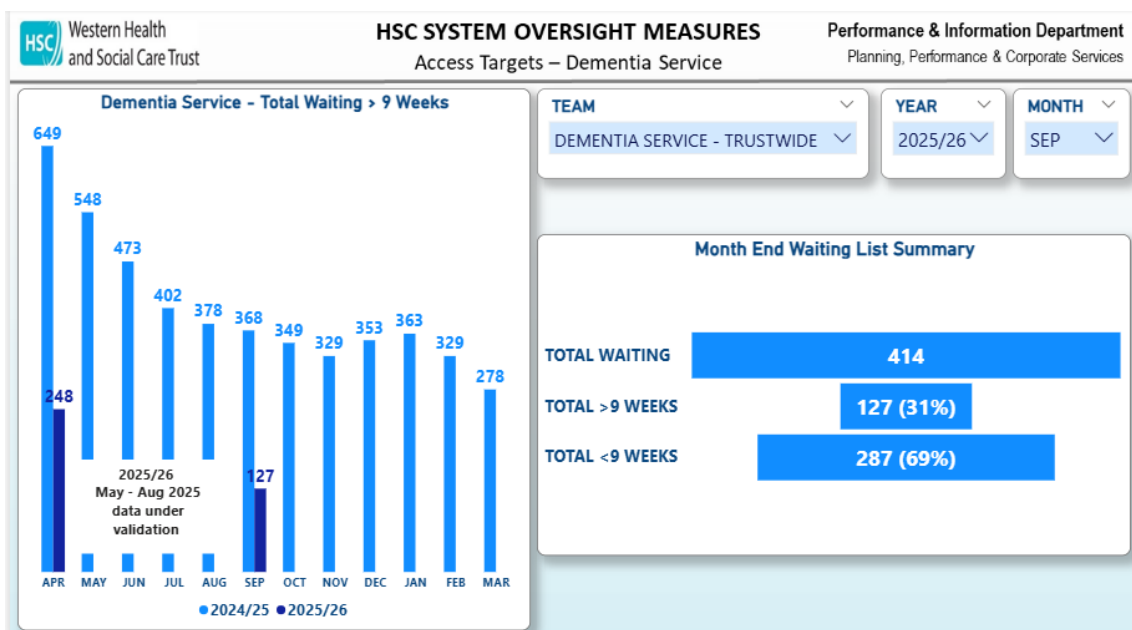 HSC
Western Health
and Social Care Trust
HSC SYSTEM OVERSIGHT MEASURES
Access Targets – Dementia Service
Performance & Information Department
Planning, Performance & Corporate Services
Dementia Service - Total Waiting > 9 Weeks
649
548
473
402
378
368
349
329
353
363
329
278
248
127
2025/26
May - Aug 2025
data under
validation
APR MAY JUN JUL AUG SEP OCT NOV DEC JAN FEB MAR
2024/25 2025/26
TEAM
DEMENTIA SERVICE - TRUSTWIDE
YEAR
2025/26
MONTH
SEP
Month End Waiting List Summary
TOTAL WAITING 414
TOTAL >9 WEEKS 127 (31%)
TOTAL <9 WEEKS 287 (69%)